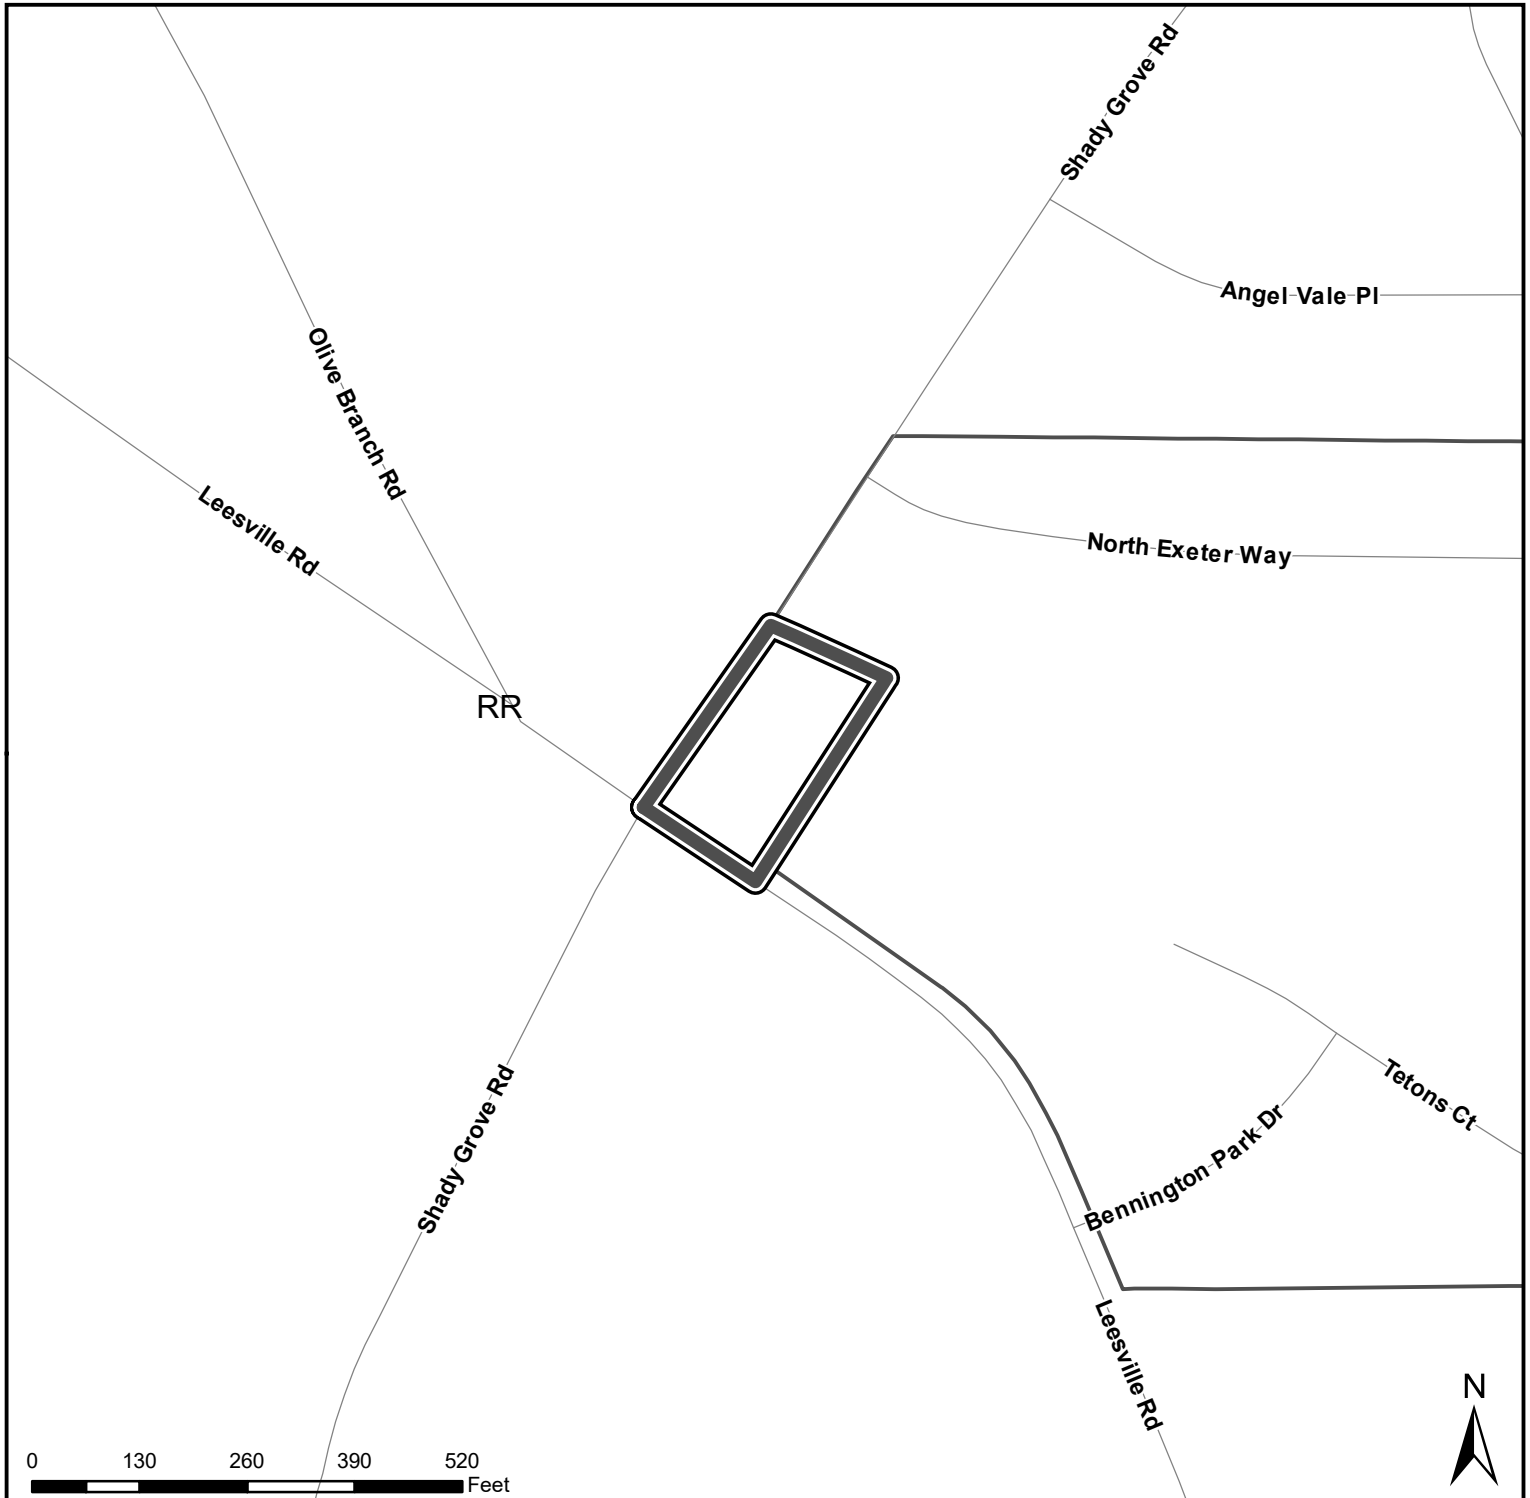 Shady Grove Rd
Angel Vale Pl
Olive Branch Rd
Leesville Rd
North Exeter Way
RR
Tetons Ct
Bennington Park Dr
Shady Grove Rd
Leesville Rd
N
0 130 260 390 520
Feet